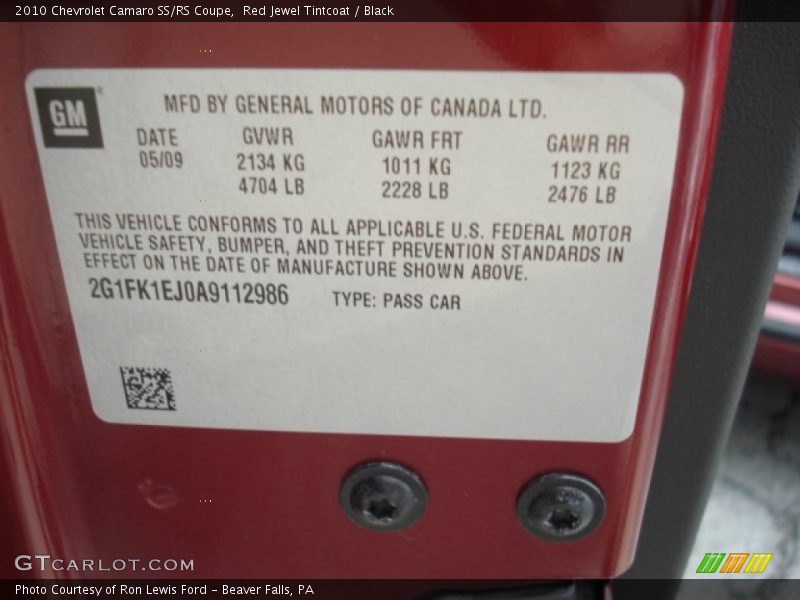 2010 Chevrolet Camaro SS/RS Coupe,  Red Jewel Tintcoat / Black
GM
MFD BY GENERAL MOTORS OF CANADA LTD.
DATE GVWR GAWR FRT GAWR RR
05/09 2134 KG 1011 KG 1123 KG
4704 LB 2228 LB 2476 LB
THIS VEHICLE CONFORMS TO ALL APPLICABLE U.S. FEDERAL MOTOR
VEHICLE SAFETY, BUMPER, AND THEFT PREVENTION STANDARDS IN
EFFECT ON THE DATE OF MANUFACTURE SHOWN ABOVE.
2G1FK1EJ0A9112986 TYPE: PASS CAR
GTCARLOT.COM
Photo Courtesy of Ron Lewis Ford - Beaver Falls, PA